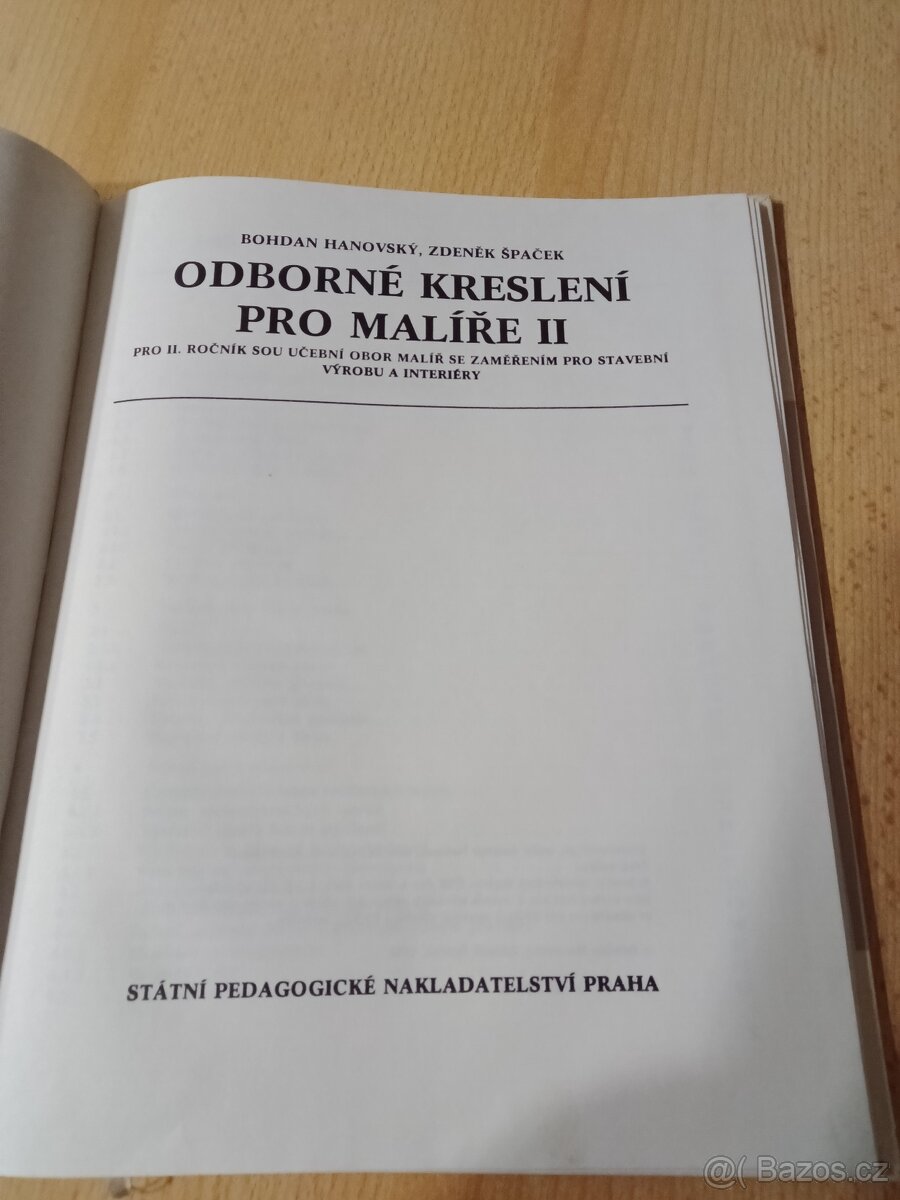 BOHDAN HANOVSKÝ, ZDENĚK ŠPAČEK
ODBORNÉ KRESLENÍ
PRO MALÍŘE II
PRO II. ROČNÍK SOU UČEBNÍ OBOR MALÍŘ SE ZAMĚŘENÍM PRO STAVEBNÍ
VÝROBU A INTERIÉRY
STÁTNÍ PEDAGOGICKÉ NAKLADATELSTVÍ PRAHA
@( Bazos.cz